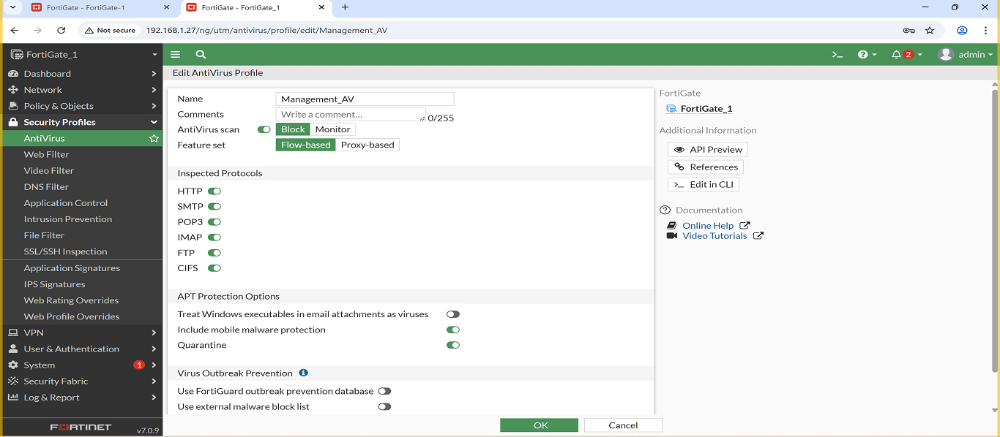 FortiGate - FortiGate-1
FortiGate - FortiGate_1
Not secure
192.168.1.27/ng/utm/antivirus/profile/edit/Management_AV
FortiGate_1
2
admin
Dashboard
Network
Policy & Objects
Security Profiles
AntiVirus
Web Filter
Video Filter
DNS Filter
Application Control
Intrusion Prevention
File Filter
SSL/SSH Inspection
Application Signatures
IPS Signatures
Web Rating Overrides
Web Profile Overrides
VPN
User & Authentication
System 1
Security Fabric
Log & Report
FORTINET v7.0.9
Edit AntiVirus Profile
Name Management_AV
Comments Write a comment... 0/255
AntiVirus scan Block Monitor
Feature set Flow-based Proxy-based
Inspected Protocols
HTTP
SMTP
POP3
IMAP
FTP
CIFS
APT Protection Options
Treat Windows executables in email attachments as viruses
Include mobile malware protection
Quarantine
Virus Outbreak Prevention
Use FortiGuard outbreak prevention database
Use external malware block list
OK Cancel
FortiGate
FortiGate_1
Additional Information
API Preview
References
>_ Edit in CLI
Documentation
Online Help
Video Tutorials